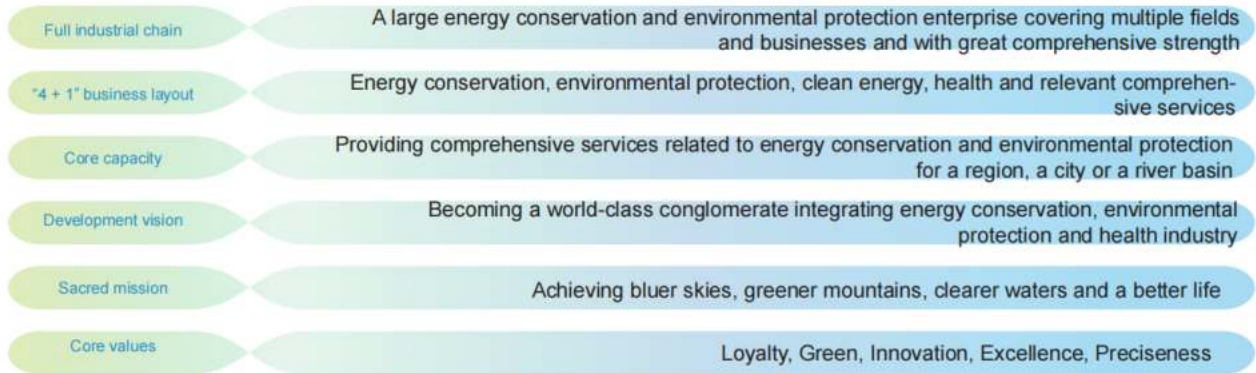 Full industrial chain
A large energy conservation and environmental protection enterprise covering multiple fields
and businesses and with great comprehensive strength
"4 + 1" business layout
Energy conservation, environmental protection, clean energy, health and relevant comprehen-
sive services
Core capacity
Providing comprehensive services related to energy conservation and environmental protection
for a region, a city or a river basin
Development vision
Becoming a world-class conglomerate integrating energy conservation, environmental
protection and health industry
Sacred mission
Achieving bluer skies, greener mountains, clearer waters and a better life
Core values
Loyalty, Green, Innovation, Excellence, Preciseness